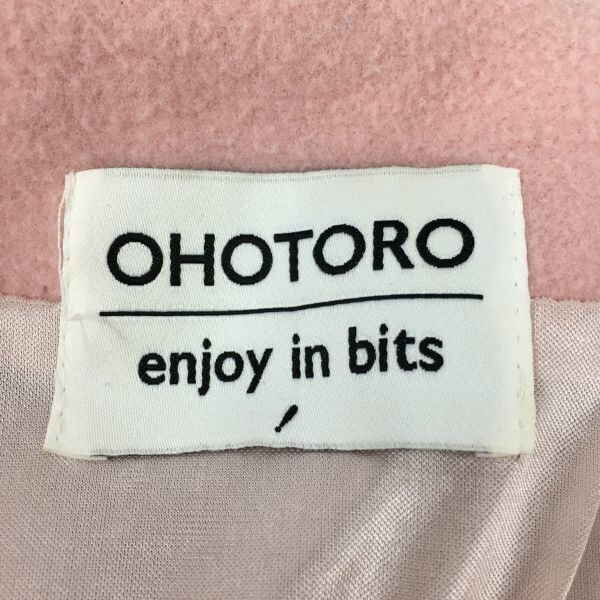 OHOTORO
enjoy in bits
!